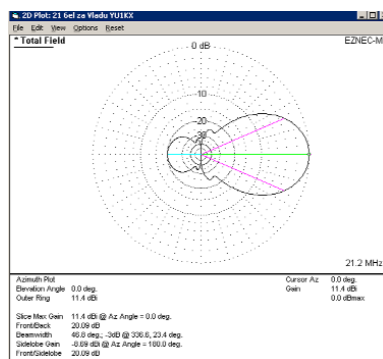 2D Plot: 21 6el za Vladu YU1KX
File Edit View Options Reset
* Total Field
EZNEC-M
0 dB
-10
-20
-30
21.2 MHz
Azimuth Plot
Elevation Angle 0.0 deg.
Outer Ring 11.4 dBi
Cursor Az 0.0 deg.
Gain 11.4 dBi
0.0 dBmax
Slice Max Gain 11.4 dBi @ Az Angle = 0.0 deg.
Front/Back 20.09 dB
Beamwidth 46.8 deg.; -3dB @ 336.6, 23.4 deg.
Sidelobe Gain -8.69 dBi @ Az Angle = 180.0 deg.
Front/Sidelobe 20.09 dB